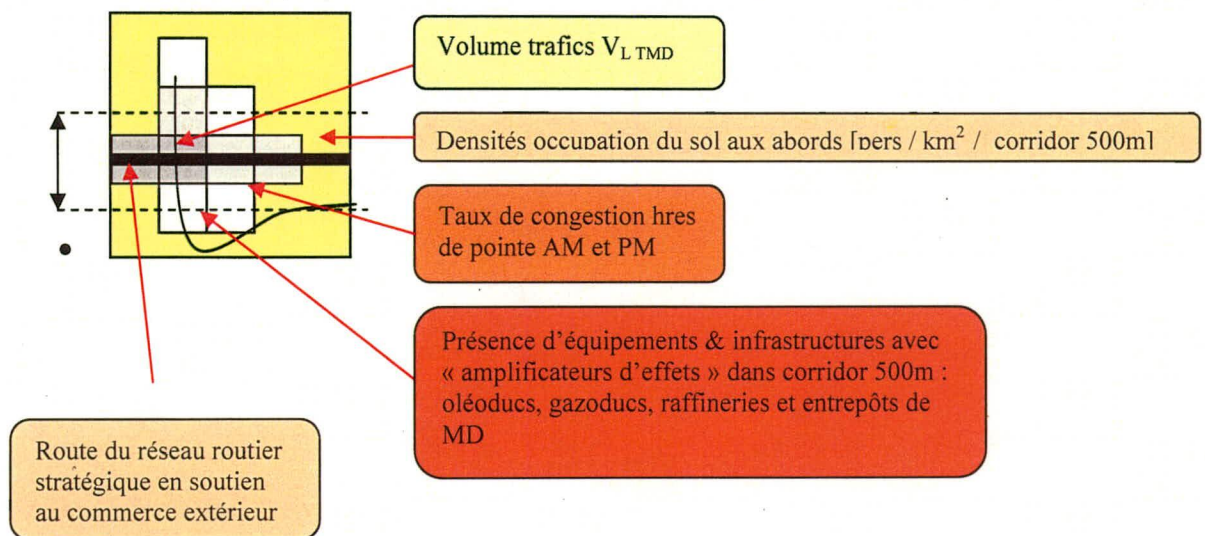 Volume trafics V_L TMD
Densités occupation du sol aux abords [pers / km² / corridor 500m]
Taux de congestion hres
de pointe AM et PM
Présence d'équipements & infrastructures avec
« amplificateurs d'effets » dans corridor 500m :
oléoducs, gazoducs, raffineries et entrepôts de
MD
Route du réseau routier
stratégique en soutien
au commerce extérieur